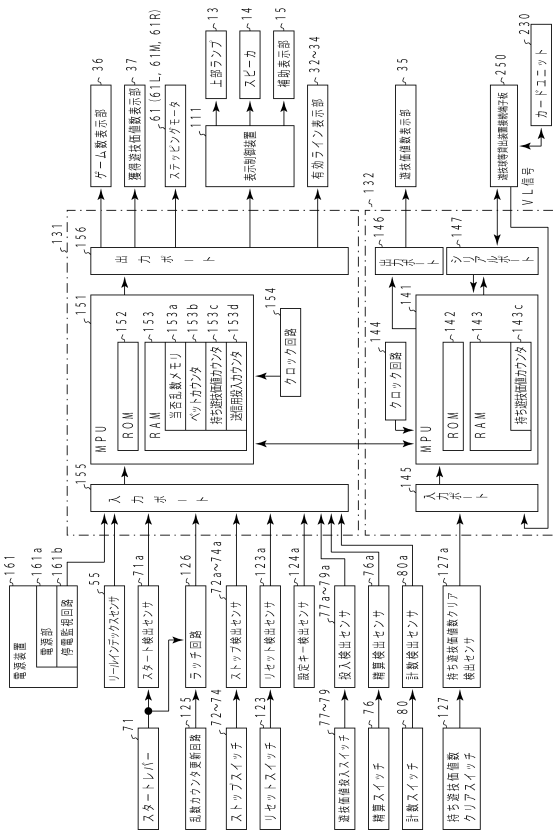 電源装置
161
電源部
161a
停電監視回路
161b
リールインデックスセンサ
55
スタートレバー
71
スタート検出センサ
71a
乱数カウンタ更新回路
125
ラッチ回路
126
ストップスイッチ
72~74
ストップ検出センサ
72a~74a
リセットスイッチ
123
リセット検出センサ
123a
設定キー検出センサ
124a
遊技価値投入スイッチ
77~79
投入検出センサ
77a~79a
精算スイッチ
76
精算検出センサ
76a
計数スイッチ
80
計数検出センサ
80a
持ち遊技価値数
クリアスイッチ
127
持ち遊技価値数クリア
検出センサ
127a
131
入力ポート
155
MPU
151
ROM
152
RAM
153
当否乱数メモリ
153a
ベットカウンタ
153b
持ち遊技価値カウンタ
153c
送信用投入カウンタ
153d
クロック回路
154
出力ポート
156
132
入力ポート
145
クロック回路
144
MPU
141
ROM
142
RAM
143
持ち遊技価値カウンタ
143c
出力ポート
146
シリアルポート
147
ゲーム数表示部
36
獲得遊技価値数表示部
37
ステッピングモータ
61(61L, 61M, 61R)
表示制御装置
111
上部ランプ
13
スピーカ
14
補助表示部
15
有効ライン表示部
32~34
遊技価値数表示部
35
遊技球等貸出装置接続端子板
250
VL信号
カードユニット
230